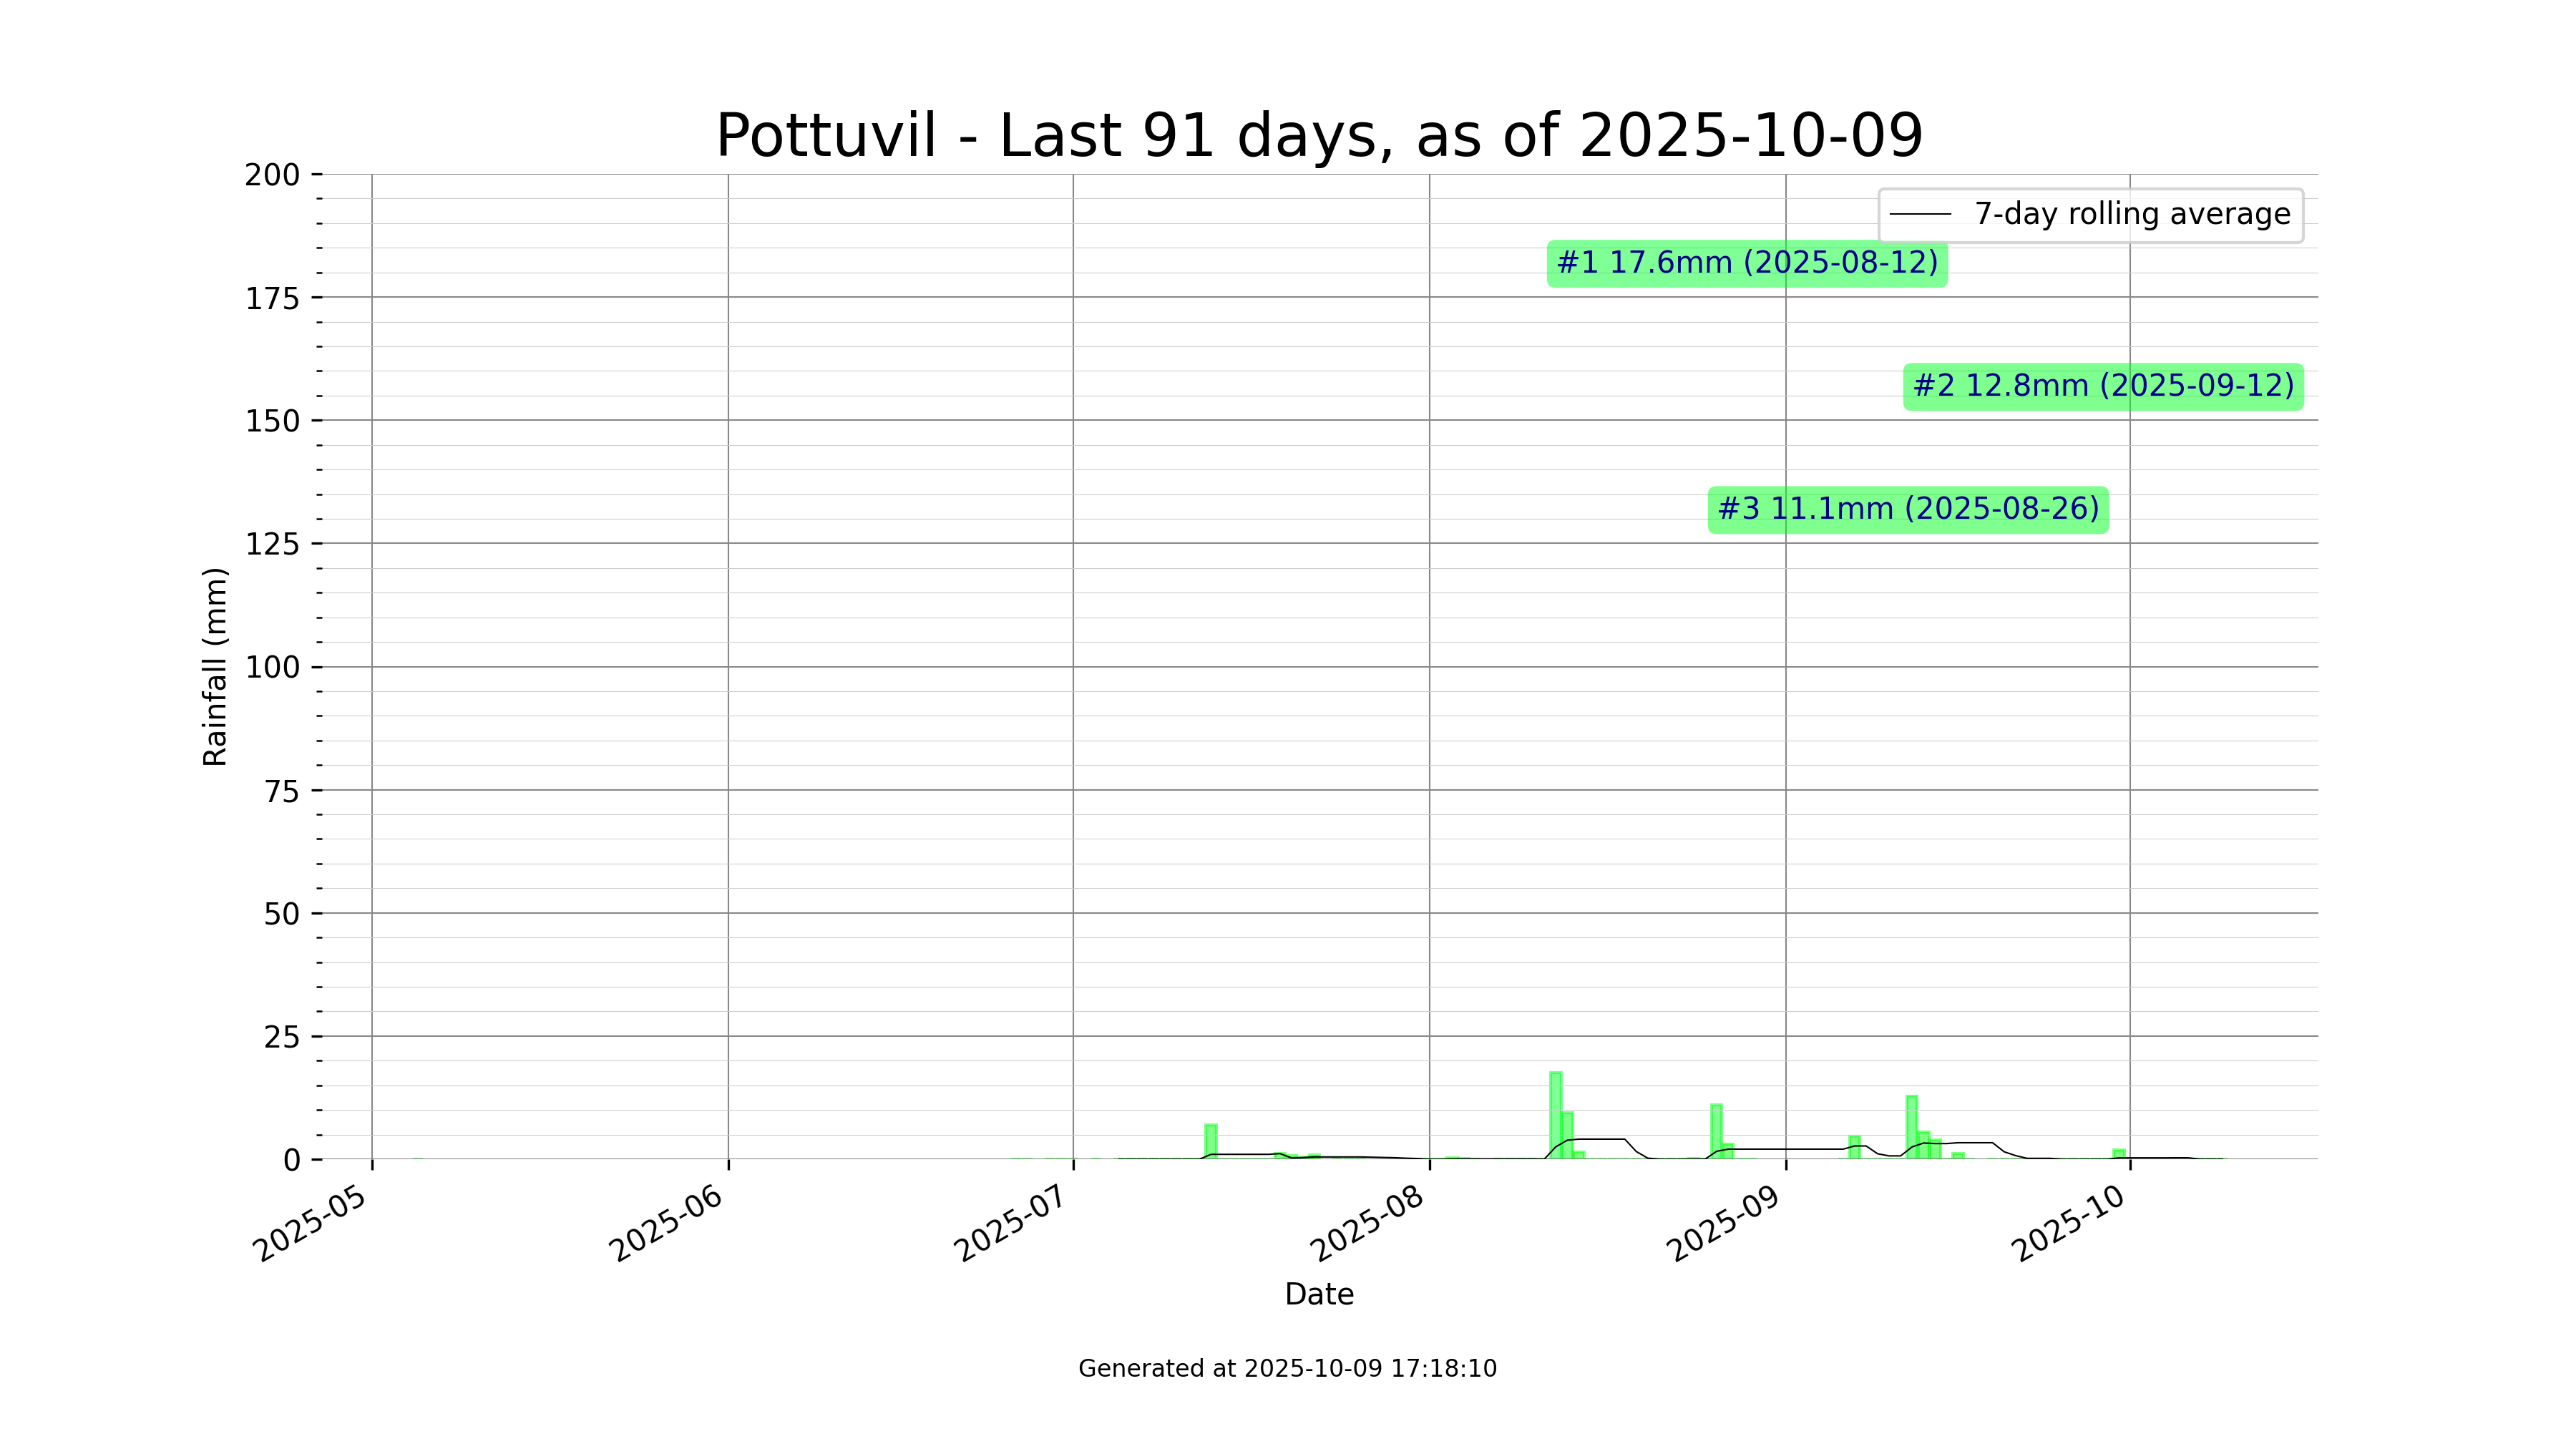 Pottuvil - Last 91 days, as of 2025-10-09
200
175
150
125
100
75
50
25
0
Rainfall (mm)
7-day rolling average
#1 17.6mm (2025-08-12)
#2 12.8mm (2025-09-12)
#3 11.1mm (2025-08-26)
2025-05
2025-06
2025-07
2025-08
2025-09
2025-10
Date
Generated at 2025-10-09 17:18:10